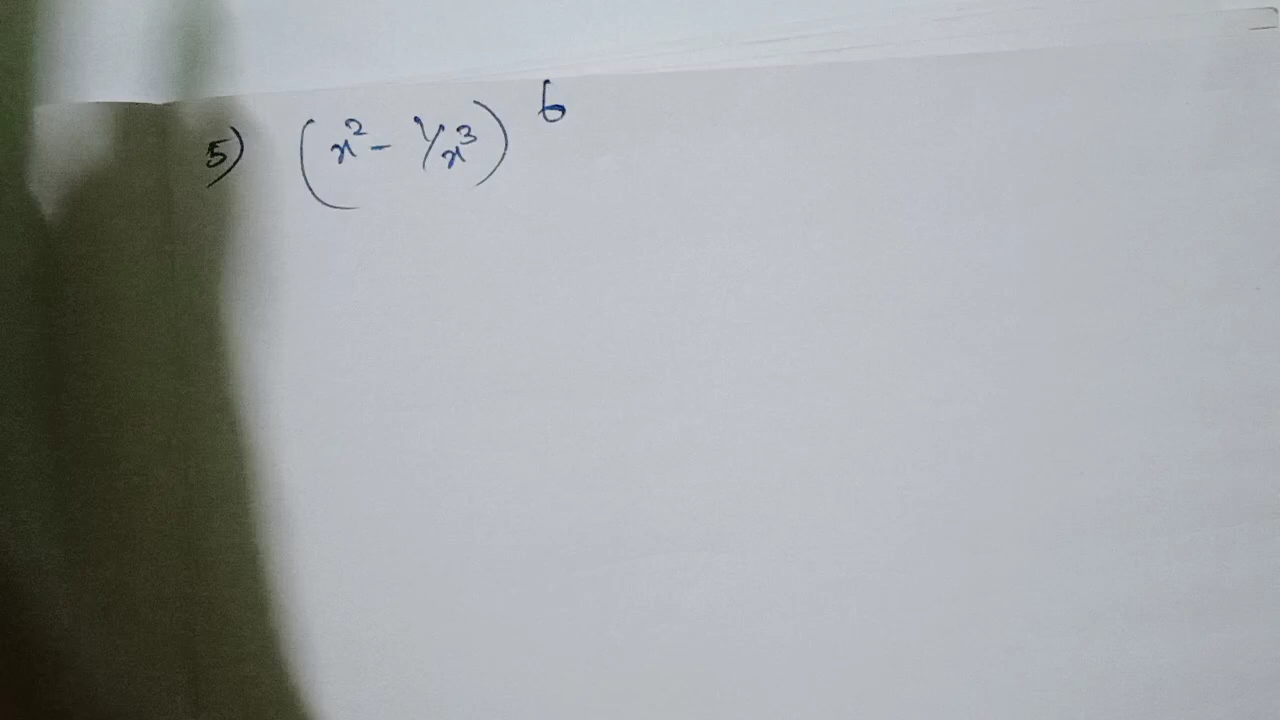 5) (x² - 1/x³)⁶